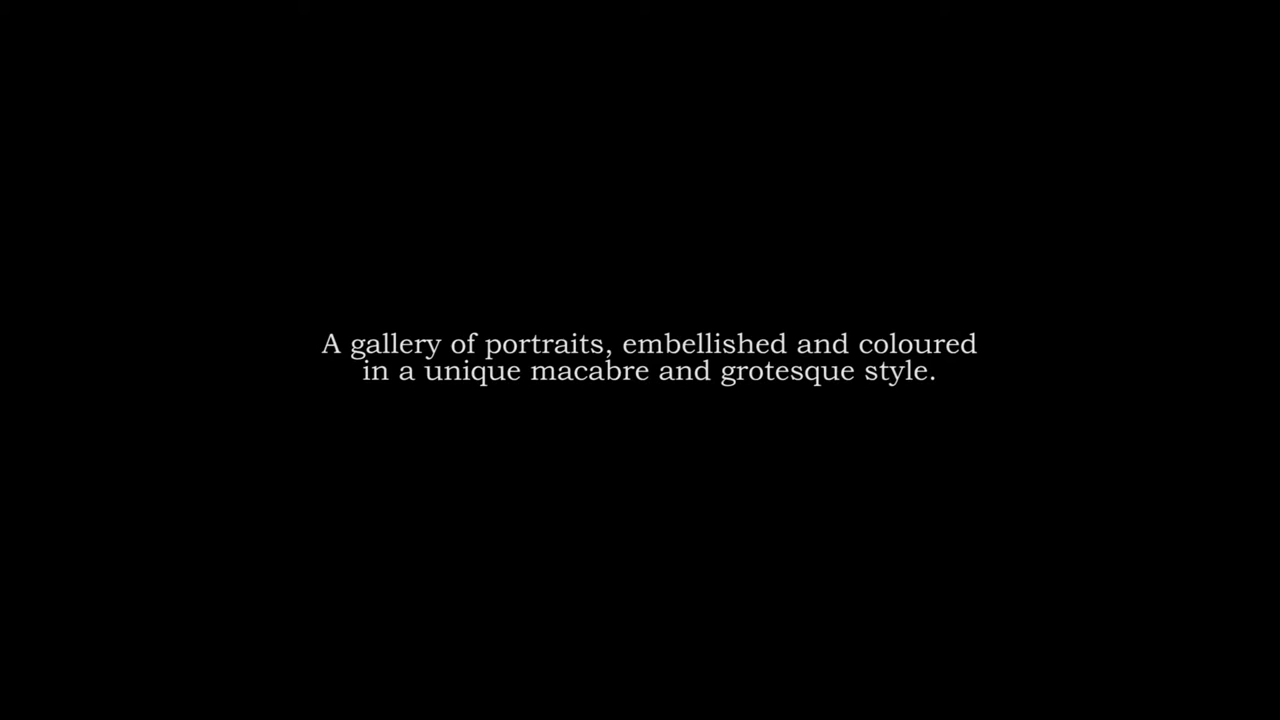 A gallery of portraits, embellished and coloured
in a unique macabre and grotesque style.